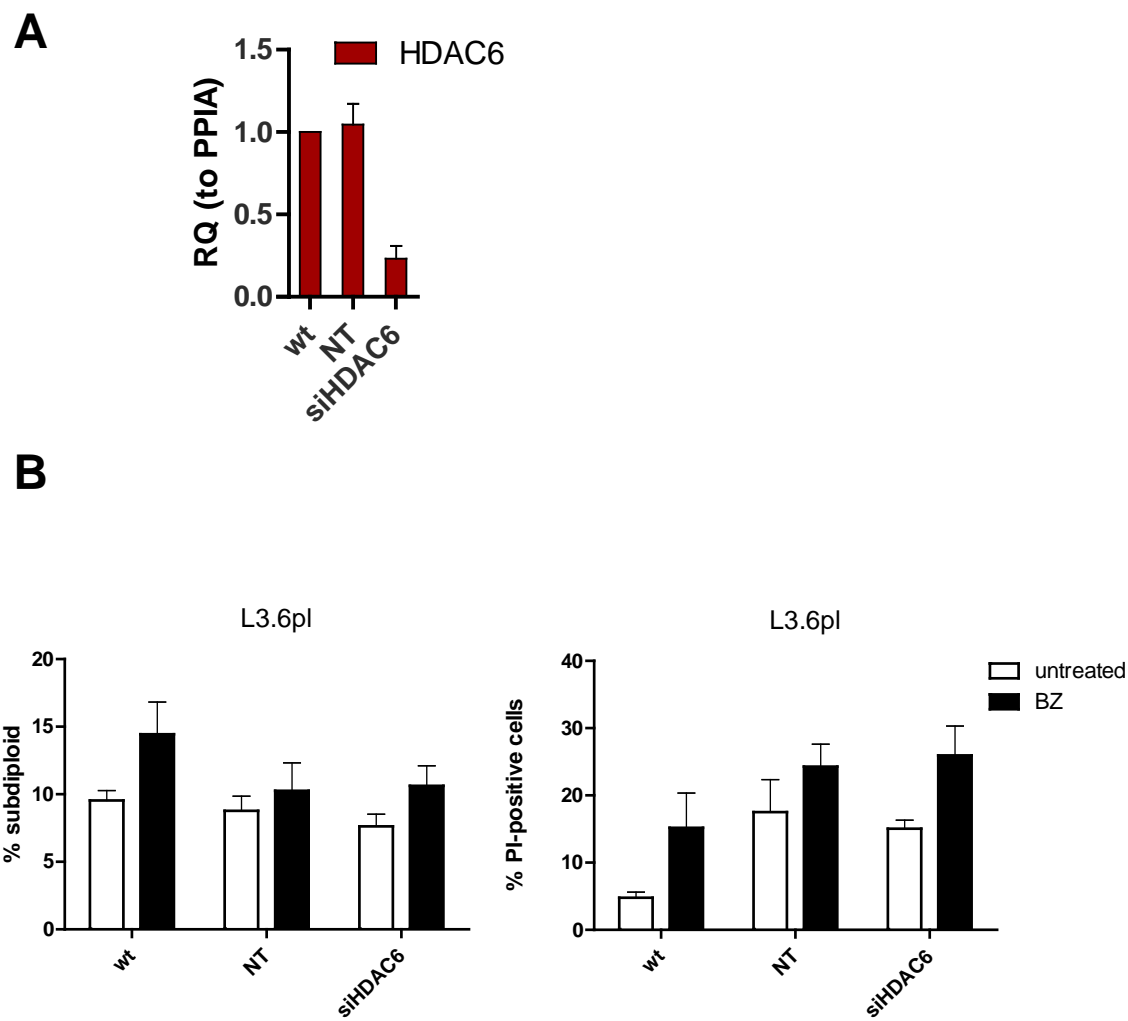 A
HDAC6
RQ (to PPIA)
1.5
1.0
0.5
0.0
wt
NT
siHDAC6
B
L3.6pl
% subdiploid
20
15
10
5
0
wt
NT
siHDAC6
L3.6pl
% PI-positive cells
40
30
20
10
0
wt
NT
siHDAC6
untreated
BZ